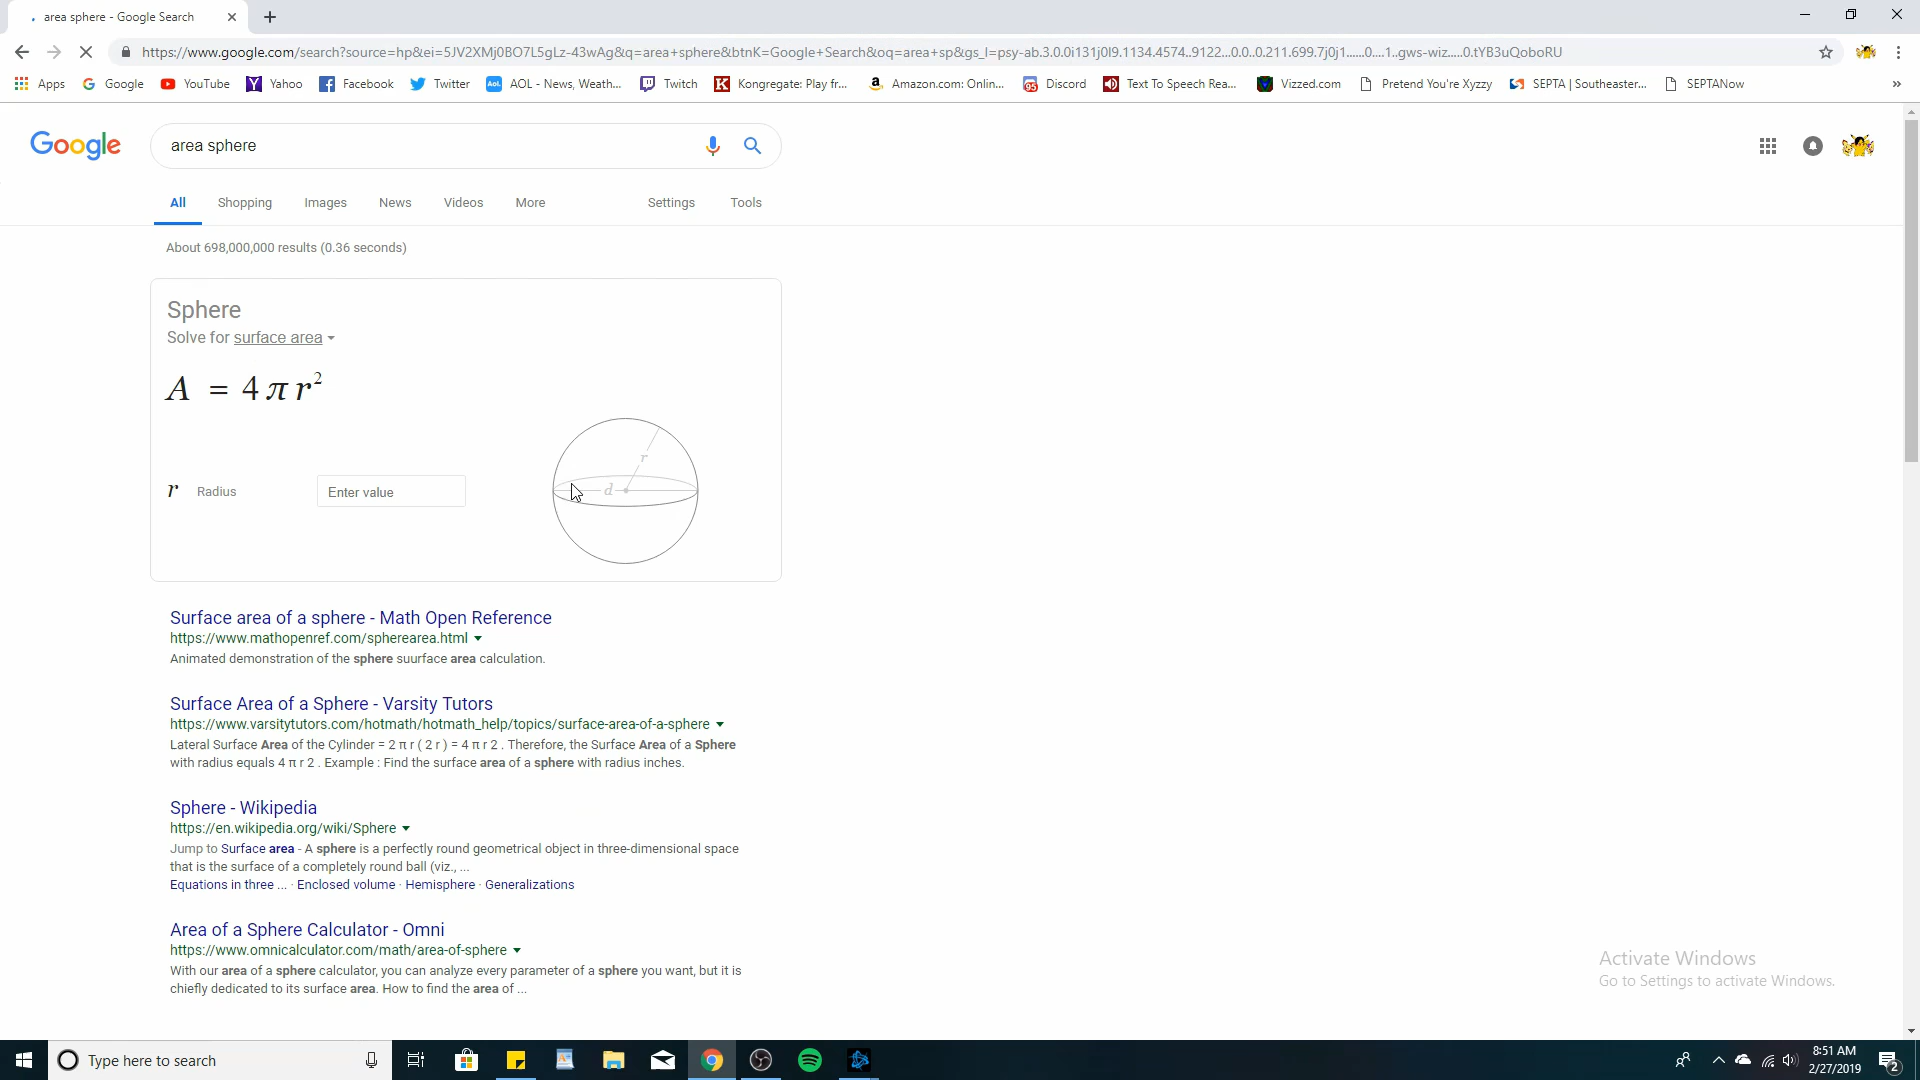 area sphere - Google Search
https://www.google.com/search?source=hp&ei=5JV2XMj0BO7L5gLz-43wAg&q=area+sphere&btnK=Google+Search&oq=area+sp&gs_l=psy-ab.3.0.0i131j0l9.1134.4574..9122...0.0..0.211.699.7j0j1......0....1..gws-wiz.....0.tYB3uQoboRU
Apps Google YouTube Yahoo Facebook Twitter AOL - News, Weath... Twitch Kongregate: Play fr... Amazon.com: Onlin... Discord Text To Speech Rea... Vizzed.com Pretend You're Xyzzy SEPTA | Southeaster... SEPTANow »
Google area sphere
All Shopping Images News Videos More Settings Tools
About 698,000,000 results (0.36 seconds)
Sphere
Solve for surface area
A = 4 π r²
r
r Radius Enter value d
Surface area of a sphere - Math Open Reference
https://www.mathopenref.com/spherearea.html
Animated demonstration of the sphere suurface area calculation.
Surface Area of a Sphere - Varsity Tutors
https://www.varsitytutors.com/hotmath/hotmath_help/topics/surface-area-of-a-sphere
Lateral Surface Area of the Cylinder = 2 π r ( 2 r ) = 4 π r 2 . Therefore, the Surface Area of a Sphere
with radius equals 4 π r 2 . Example : Find the surface area of a sphere with radius inches.
Sphere - Wikipedia
https://en.wikipedia.org/wiki/Sphere
Jump to Surface area - A sphere is a perfectly round geometrical object in three-dimensional space
that is the surface of a completely round ball (viz., ...
Equations in three ... · Enclosed volume · Hemisphere · Generalizations
Area of a Sphere Calculator - Omni
https://www.omnicalculator.com/math/area-of-sphere
With our area of a sphere calculator, you can analyze every parameter of a sphere you want, but it is
chiefly dedicated to its surface area. How to find the area of ...
Activate Windows
Go to Settings to activate Windows.
Type here to search
8:51 AM
2/27/2019
2